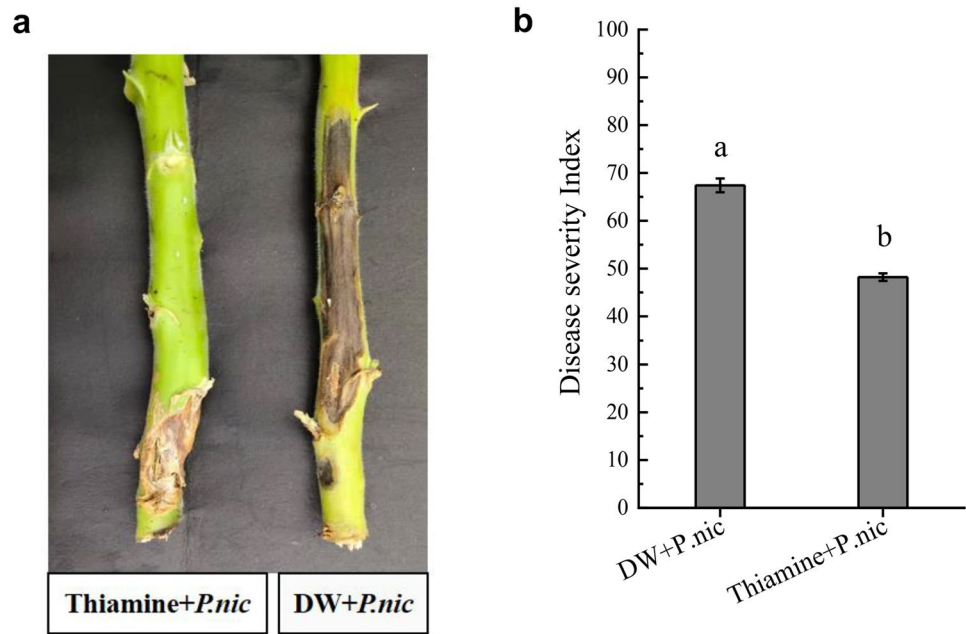 a
Thiamine+P.nic
DW+P.nic
b
Disease severity Index
100
90
80
70
60
50
40
30
20
10
0
a
b
DW+P.nic
Thiamine+P.nic